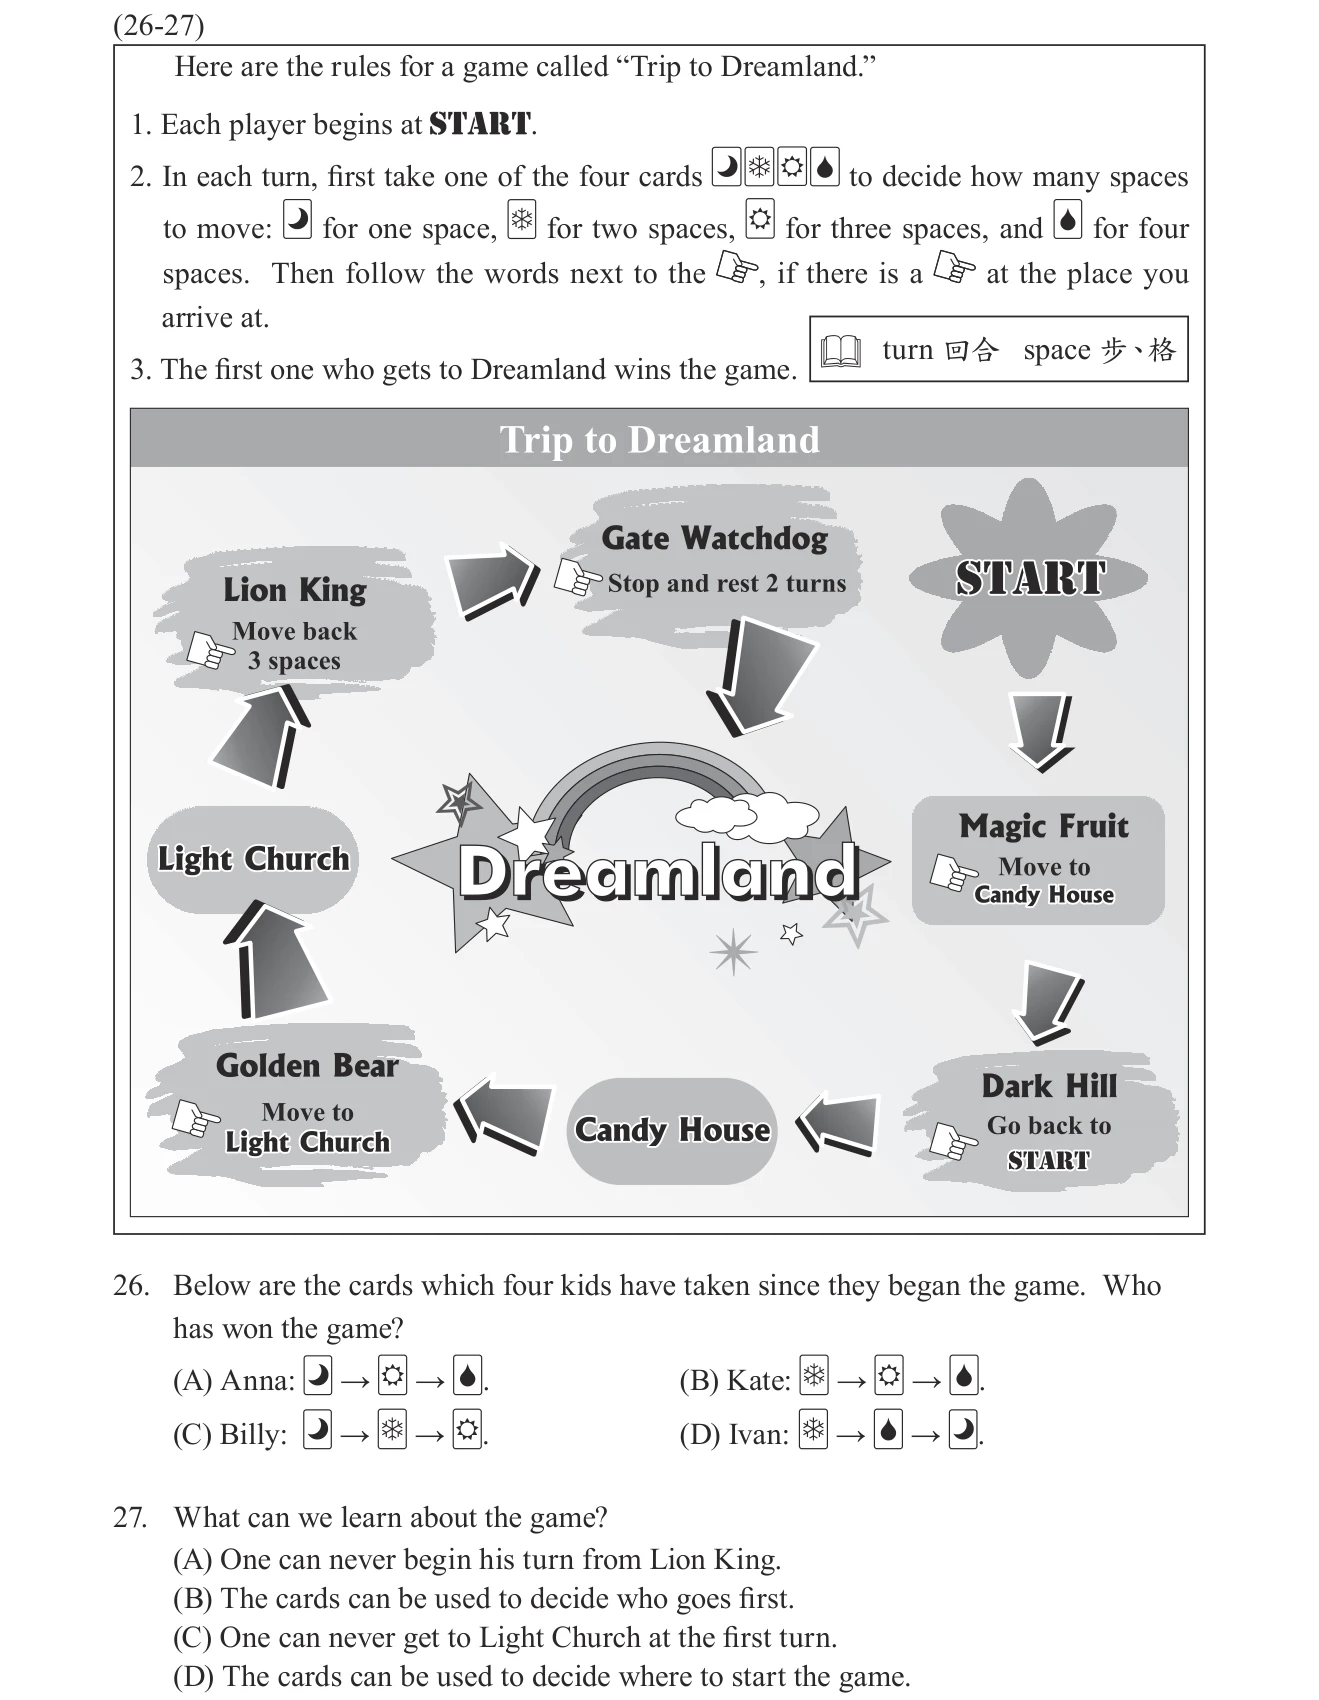 (26-27)
Here are the rules for a game called “Trip to Dreamland.”
1. Each player begins at START.
2. In each turn, first take one of the four cards to decide how many spaces
to move: for one space, for two spaces, for three spaces, and for four
spaces. Then follow the words next to the , if there is a at the place you
arrive at.
turn 回合 space 步、格
3. The first one who gets to Dreamland wins the game.
Trip to Dreamland
Gate Watchdog
Stop and rest 2 turns
START
Lion King
Move back
3 spaces
Magic Fruit
Move to
Candy House
Light Church
Dreamland
Golden Bear
Move to
Light Church
Candy House
Dark Hill
Go back to
START
26. Below are the cards which four kids have taken since they began the game. Who
has won the game?
(A) Anna: → → . (B) Kate: → → .
(C) Billy: → → . (D) Ivan: → → .
27. What can we learn about the game?
(A) One can never begin his turn from Lion King.
(B) The cards can be used to decide who goes first.
(C) One can never get to Light Church at the first turn.
(D) The cards can be used to decide where to start the game.